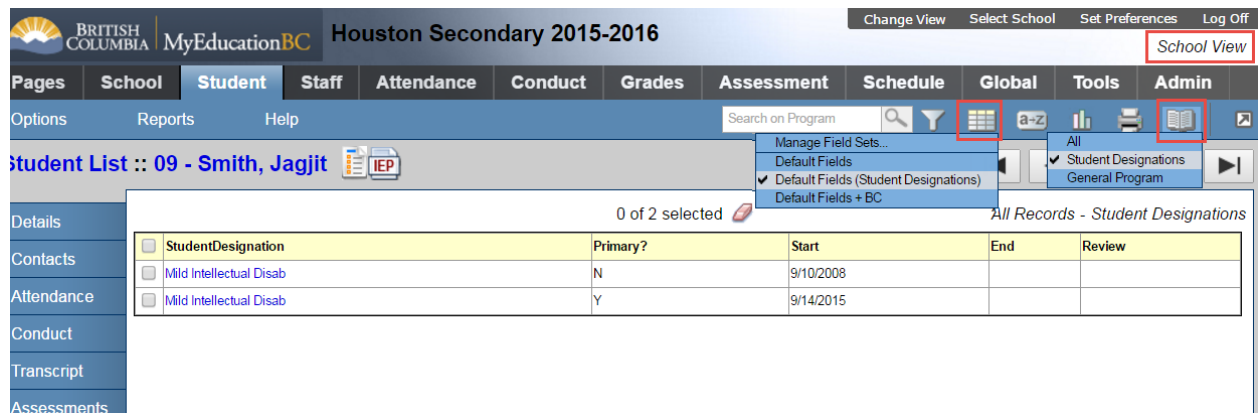 BRITISH COLUMBIA MyEducationBC Houston Secondary 2015-2016 Change View Select School Set Preferences Log Off
School View
Pages School Student Staff Attendance Conduct Grades Assessment Schedule Global Tools Admin
Options Reports Help Search on Program a-z
Manage Field Sets...
Default Fields
Default Fields (Student Designations)
Default Fields + BC
All
Student Designations
General Program
Student List :: 09 - Smith, Jagjit IEP
0 of 2 selected All Records - Student Designations
StudentDesignation Primary? Start End Review
Mild Intellectual Disab N 9/10/2008
Mild Intellectual Disab Y 9/14/2015
Details
Contacts
Attendance
Conduct
Transcript
Assessments